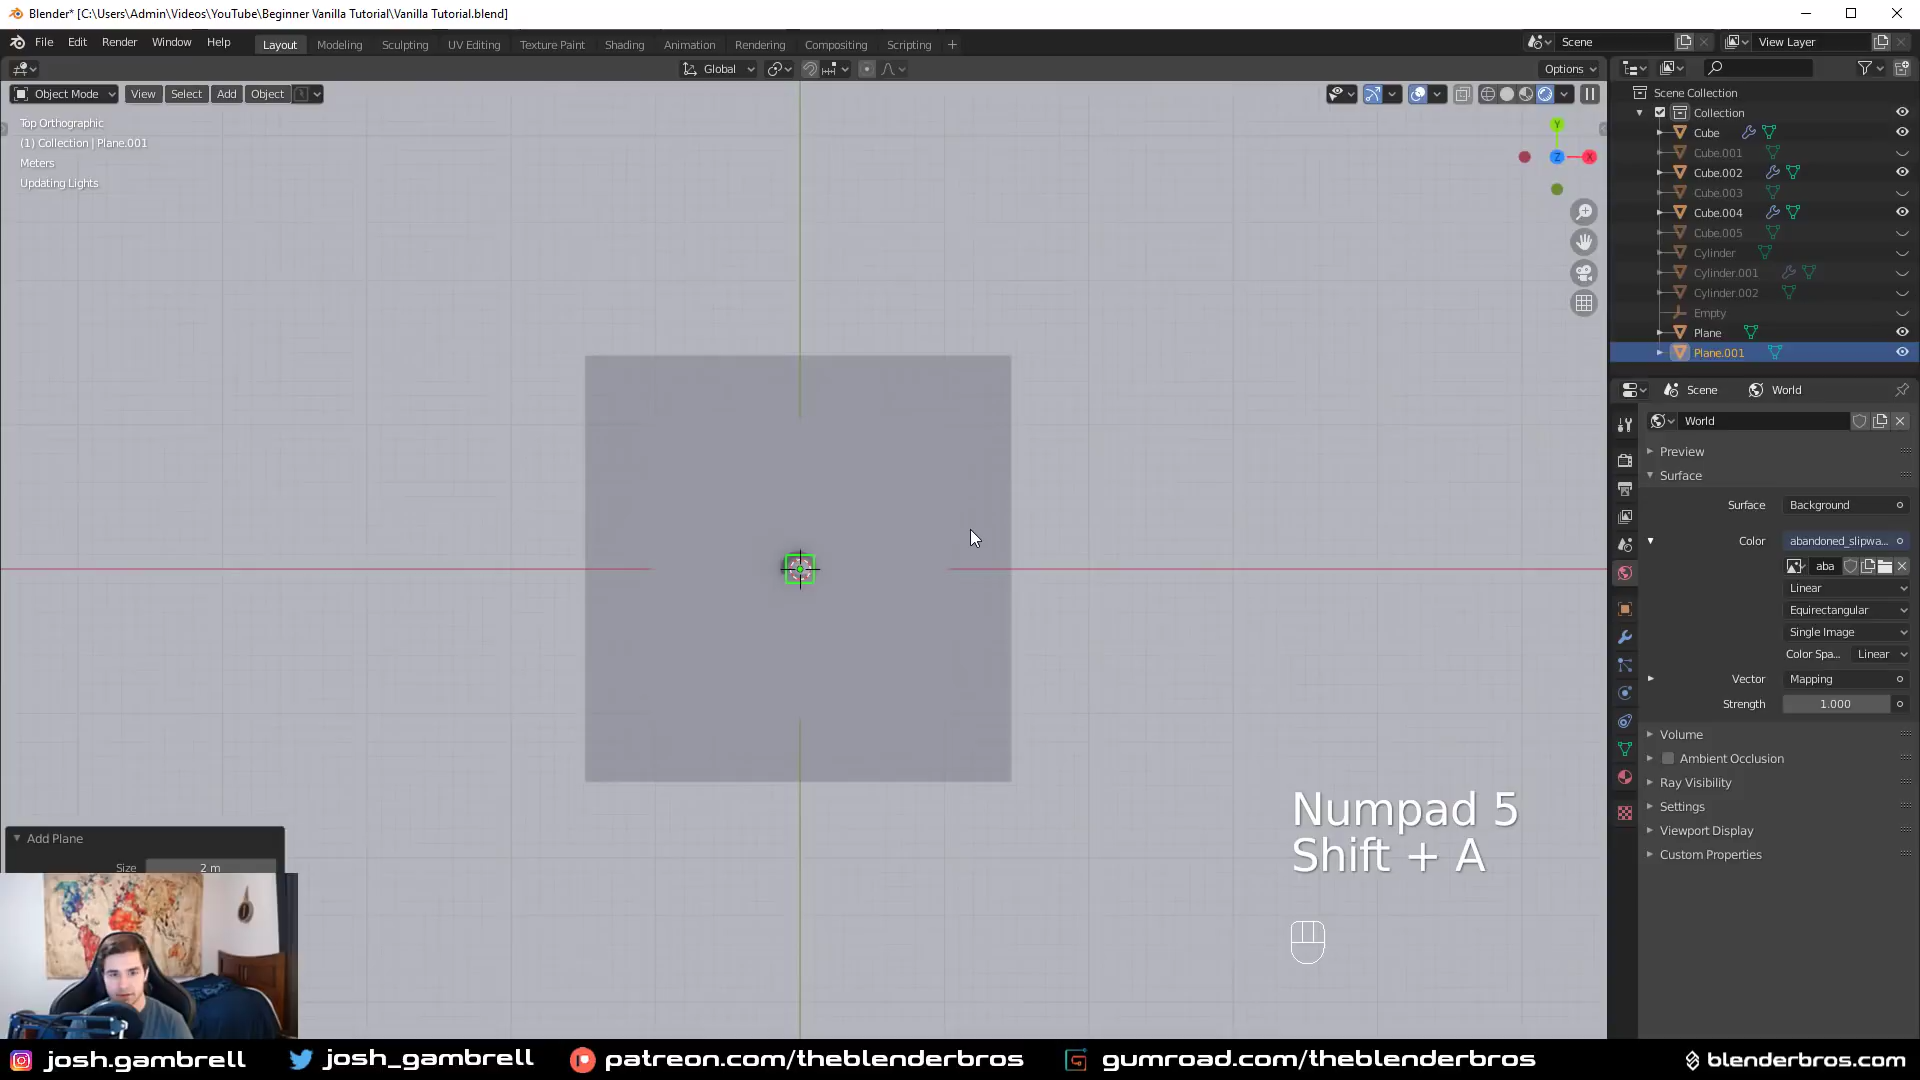 Blender* [C:\Users\Admin\Videos\YouTube\Beginner Vanilla Tutorial\Vanilla Tutorial.blend]
File Edit Render Window Help
Layout Modeling Sculpting UV Editing Texture Paint Shading Animation Rendering Compositing Scripting +
Scene
View Layer
Global
Options
Object Mode View Select Add Object
Top Orthographic
(1) Collection | Plane.001
Meters
Updating Lights
Y
Z
X
Scene Collection
Collection
Cube
Cube.001
Cube.002
Cube.003
Cube.004
Cube.005
Cylinder
Cylinder.001
Cylinder.002
Empty
Plane
Plane.001
Scene World
World
Preview
Surface
Surface Background
Color abandoned_slipwa...
aba
Linear
Equirectangular
Single Image
Color Spa... Linear
Vector Mapping
Strength 1.000
Volume
Ambient Occlusion
Ray Visibility
Settings
Viewport Display
Custom Properties
Numpad 5
Shift + A
Add Plane
Size 2 m
josh.gambrell
josh_gambrell
patreon.com/theblenderbros
gumroad.com/theblenderbros
blenderbros.com